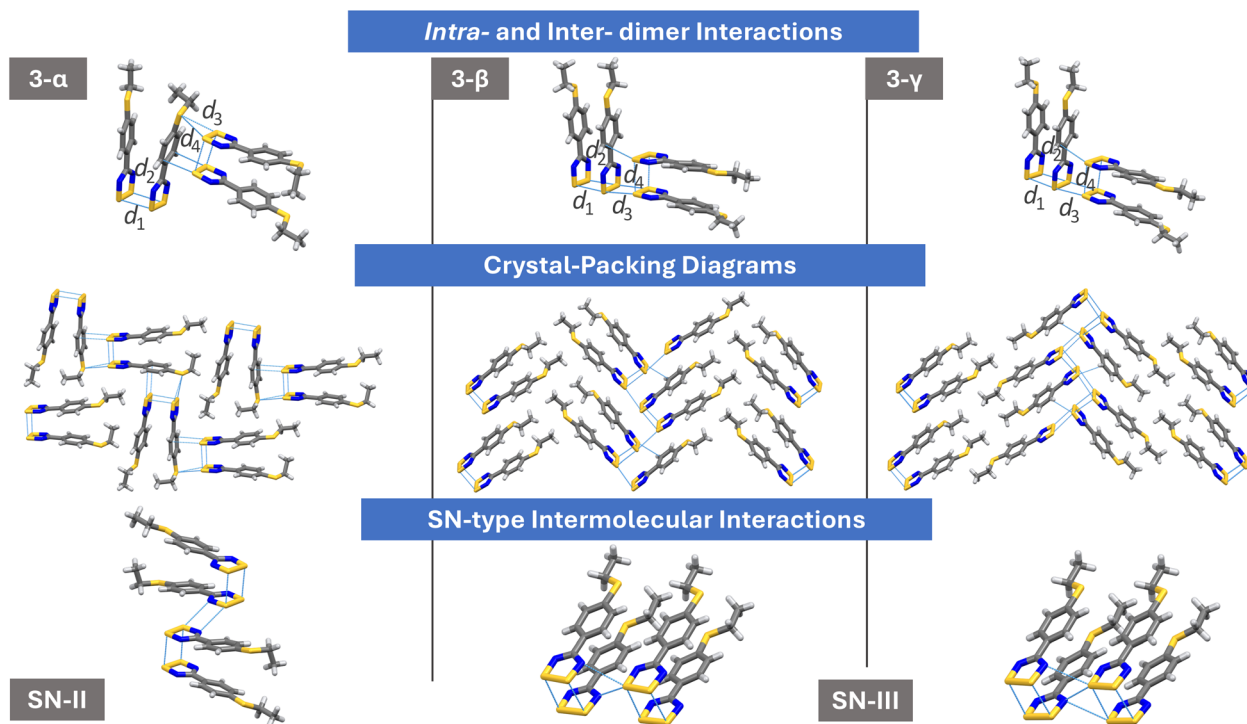 Intra- and Inter- dimer Interactions
3-α
3-β
3-γ
d3
d4
d2
d1
d2
d4
d1
d3
d2
d4
d1
d3
Crystal-Packing Diagrams
SN-type Intermolecular Interactions
SN-II
SN-III